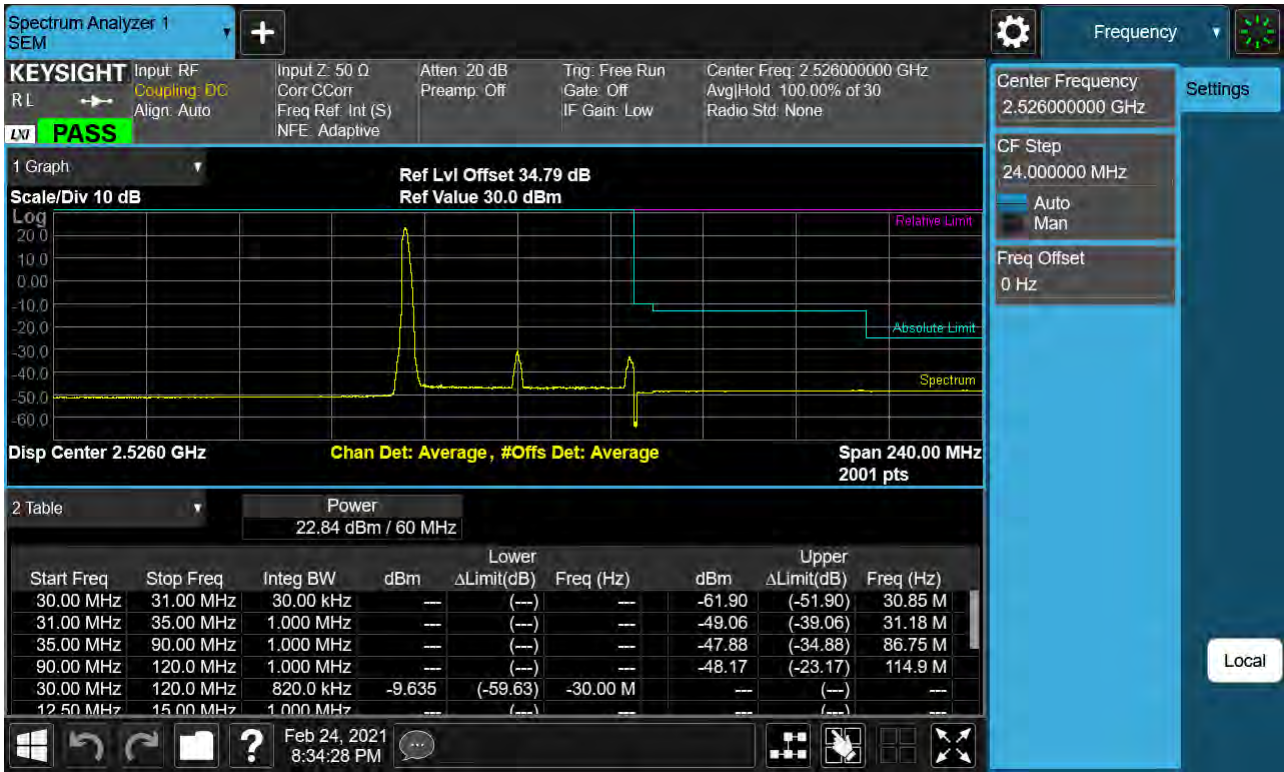 Spectrum Analyzer 1
SEM
Frequency
KEYSIGHT
R L
LXI
PASS
Input: RF
Coupling: DC
Align: Auto
Input Z: 50 Ω
Corr CCorr
Freq Ref: Int (S)
NFE: Adaptive
Atten: 20 dB
Preamp: Off
Trig: Free Run
Gate: Off
IF Gain: Low
Center Freq: 2.526000000 GHz
Avg|Hold: 100.00% of 30
Radio Std: None
Center Frequency
2.526000000 GHz
Settings
CF Step
24.000000 MHz
Auto
Man
Freq Offset
0 Hz
Local
1 Graph
Scale/Div 10 dB
Ref Lvl Offset 34.79 dB
Ref Value 30.0 dBm
Log
20.0
10.0
0.00
-10.0
-20.0
-30.0
-40.0
-50.0
-60.0
Relative Limit
Absolute Limit
Spectrum
Disp Center 2.5260 GHz
Chan Det: Average, #Offs Det: Average
Span 240.00 MHz
2001 pts
2 Table
Power
22.84 dBm / 60 MHz
Lower Upper
Start Freq Stop Freq Integ BW dBm ΔLimit(dB) Freq (Hz) dBm ΔLimit(dB) Freq (Hz)
30.00 MHz 31.00 MHz 30.00 kHz --- (---) --- -61.90 (-51.90) 30.85 M
31.00 MHz 35.00 MHz 1.000 MHz --- (---) --- -49.06 (-39.06) 31.18 M
35.00 MHz 90.00 MHz 1.000 MHz --- (---) --- -47.88 (-34.88) 86.75 M
90.00 MHz 120.0 MHz 1.000 MHz --- (---) --- -48.17 (-23.17) 114.9 M
30.00 MHz 120.0 MHz 820.0 kHz -9.635 (-59.63) -30.00 M --- (---) ---
12.50 MHz 15.00 MHz 1.000 MHz --- (---) --- --- (---) ---
Feb 24, 2021
8:34:28 PM